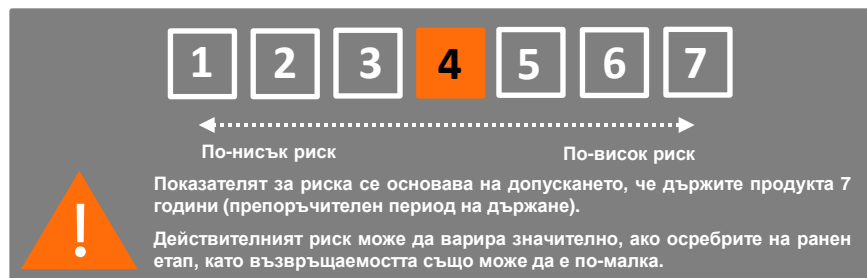 1 2 3 4 5 6 7
По-нисък риск По-висок риск
Показателят за риска се основава на допускането, че държите продукта 7
години (препоръчителен период на държане).
!
Действителният риск може да варира значително, ако осребрите на ранен
етап, като възвръщаемостта също може да е по-малка.